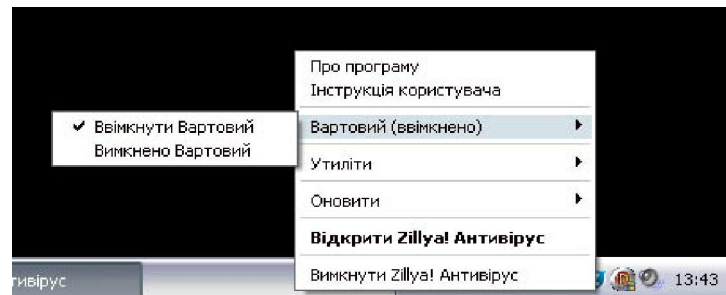 Про програму
Інструкція користувача
Вартовий (ввімкнено)
Ввімкнути Вартовий
Вимкнено Вартовий
Утиліти
Оновити
Відкрити Zillya! Антивірус
Вимкнути Zillya! Антивірус
тивірус
13:43